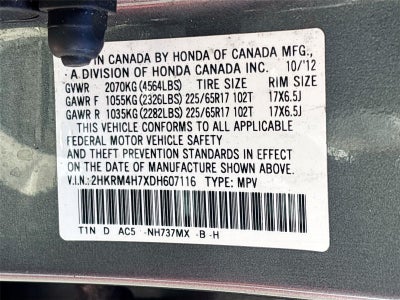 D IN CANADA BY HONDA OF CANADA MFG.,
A DIVISION OF HONDA CANADA INC. 10/'12
GVWR 2070KG (4564LBS) TIRE SIZE RIM SIZE
GAWR F 1055KG (2326LBS) 225/65R17 102T 17X6.5J
GAWR R 1035KG (2282LBS) 225/65R17 102T 17X6.5J
THIS VEHICLE CONFORMS TO ALL APPLICABLE
FEDERAL MOTOR VEHICLE SAFETY
AND THEFT PREVENTION STANDARDS IN EFFECT
ON THE DATE OF MANUFACTURE SHOWN ABOVE.
V.I.N.: 2HKRM4H7XDH607116 TYPE: MPV
T1N D AC5 -NH737MX -B -H